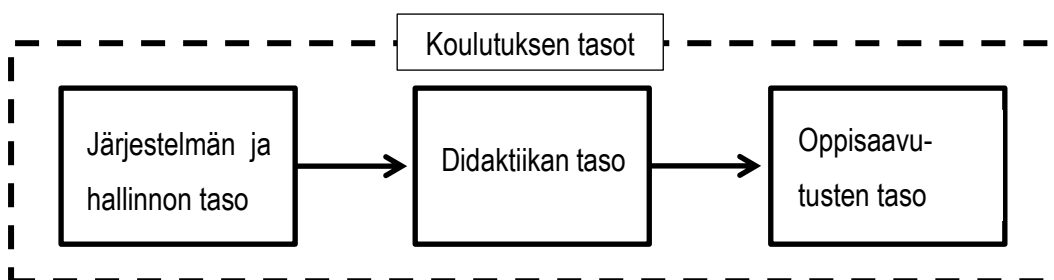 Koulutuksen tasot
Järjestelmän ja
hallinnon taso
Didaktiikan taso
Oppisaavu-
tusten taso